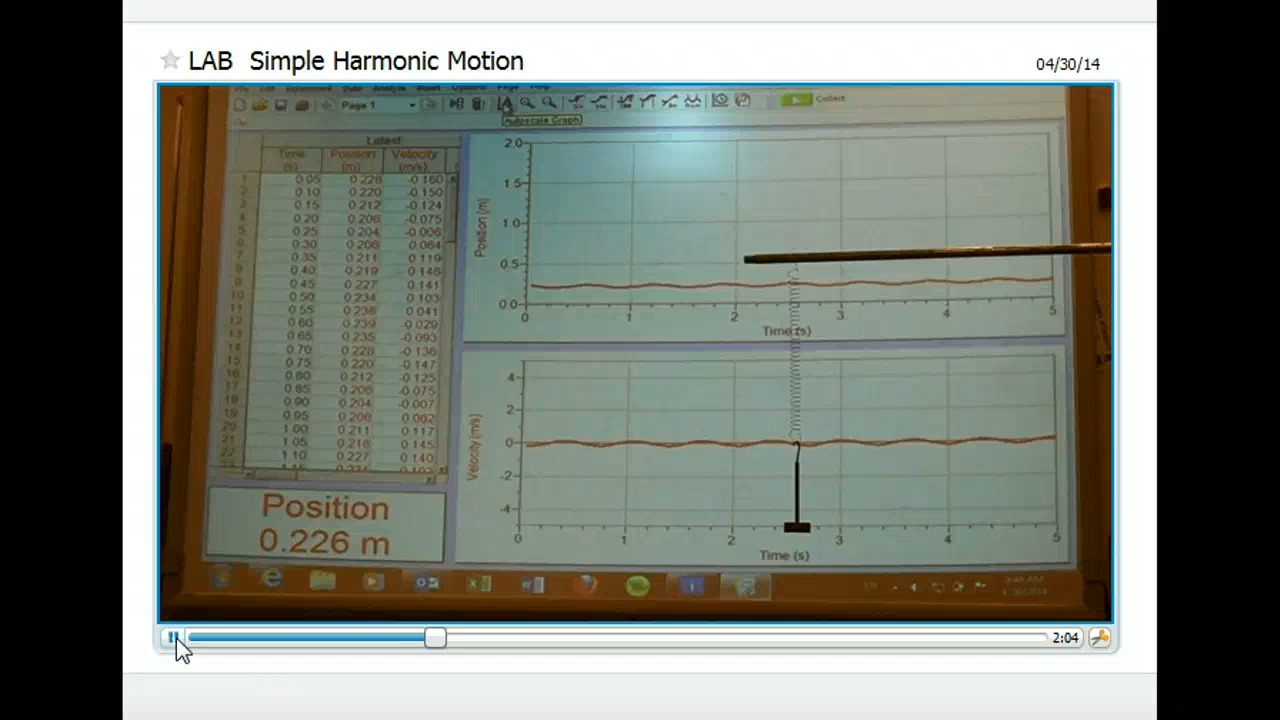 LAB Simple Harmonic Motion
04/30/14
Page 1
Collect
Autoscale Graph
Latest
Time Position Velocity
(s) (m) (m/s)
1 0.05 0.228 -0.160
2 0.10 0.220 -0.150
3 0.15 0.212 -0.124
4 0.20 0.206 -0.075
5 0.25 0.204 -0.006
6 0.30 0.206 0.064
7 0.35 0.211 0.119
8 0.40 0.219 0.146
9 0.45 0.227 0.141
10 0.50 0.234 0.103
11 0.55 0.238 0.041
12 0.60 0.239 -0.029
13 0.65 0.235 -0.093
14 0.70 0.228 -0.136
15 0.75 0.220 -0.147
16 0.80 0.212 -0.125
17 0.85 0.206 -0.075
18 0.90 0.204 -0.007
19 0.95 0.206 0.062
20 1.00 0.211 0.117
21 1.05 0.218 0.145
22 1.10 0.227 0.140
Position
0.226 m
2.0
1.5
1.0
0.5
0.0
Position (m)
0 1 2 3 4 5
Time (s)
4
2
0
-2
-4
Velocity (m/s)
0 1 2 3 4 5
Time (s)
2:04